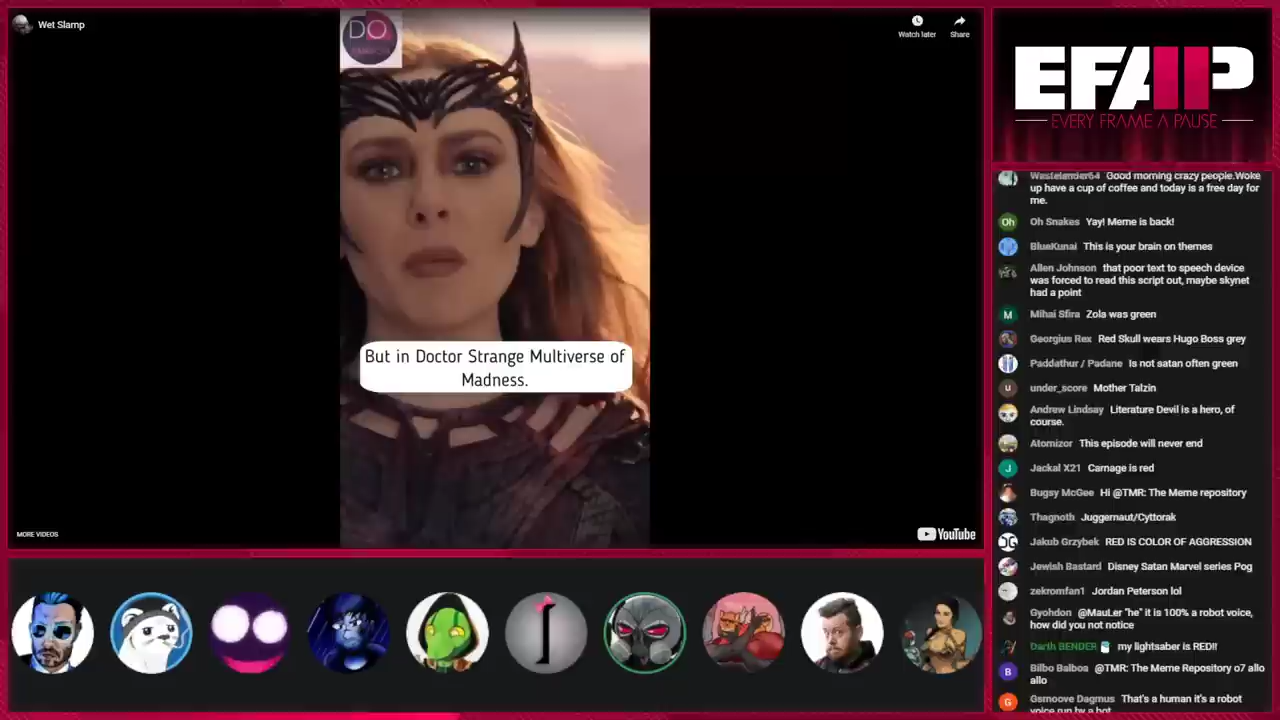 Wet Slamp
DO
FASHION
Watch later
Share
But in Doctor Strange Multiverse of
Madness.
MORE VIDEOS
YouTube
EFAP
EVERY FRAME A PAUSE
Wastelander64 Good morning crazy people.Woke
up have a cup of coffee and today is a free day for
me.
Oh
Oh Snakes Yay! Meme is back!
BlueKunai This is your brain on themes
Allen Johnson that poor text to speech device
was forced to read this script out, maybe skynet
had a point
M
Mihai Sfira Zola was green
Georgius Rex Red Skull wears Hugo Boss grey
Paddathur / Padane Is not satan often green
u
under_score Mother Talzin
Andrew Lindsay Literature Devil is a hero, of
course.
Atomizor This episode will never end
J
Jackal X21 Carnage is red
Bugsy McGee Hi @TMR: The Meme repository
Thagnoth Juggernaut/Cyttorak
Jakub Grzybek RED IS COLOR OF AGGRESSION
Jewish Bastard Disney Satan Marvel series Pog
zekromfan1 Jordan Peterson lol
Gyohdon @MauLer "he" it is 100% a robot voice,
how did you not notice
Darth BENDER my lightsaber is RED!!
B
Bilbo Balboa @TMR: The Meme Repository o7 allo
allo
G
Gsmoove Dagmus That's a human it's a robot
voice run by a bot